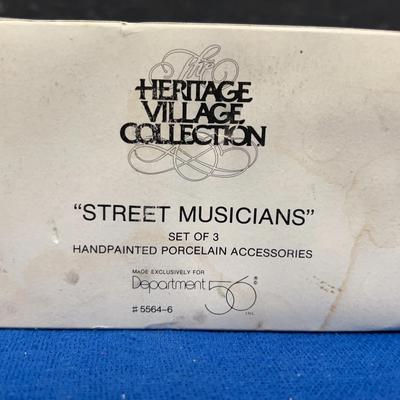 The
HERITAGE
VILLAGE
COLLECTION
"STREET MUSICIANS"
SET OF 3
HANDPAINTED PORCELAIN ACCESSORIES
MADE EXCLUSIVELY FOR
Department 56®
INC.
#5564-6